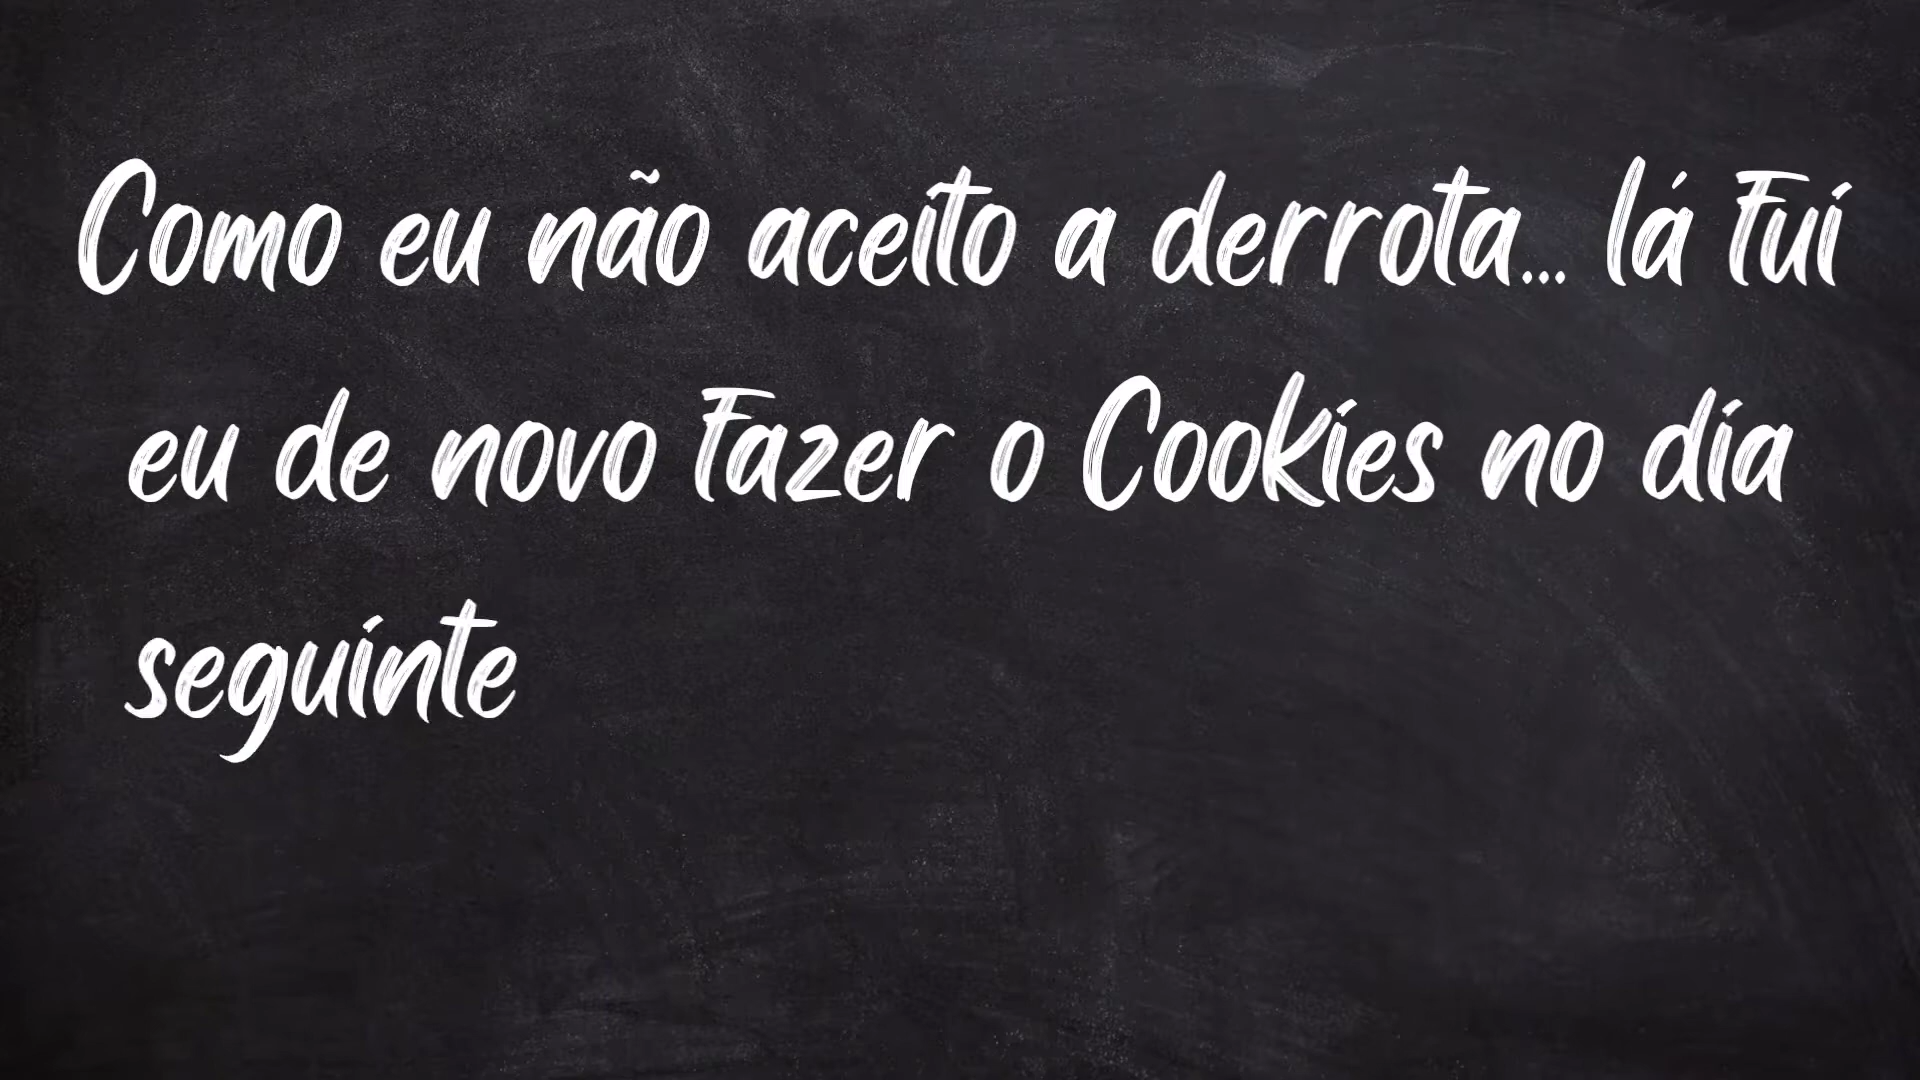 Como eu não aceito a derrota... lá fui
eu de novo fazer o Cookies no dia
seguinte